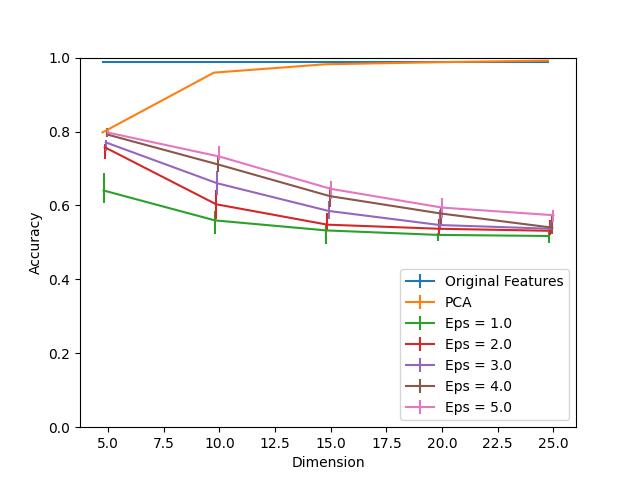 1.0
0.8
0.6
0.4
0.2
0.0
Accuracy
Original Features
PCA
Eps = 1.0
Eps = 2.0
Eps = 3.0
Eps = 4.0
Eps = 5.0
5.0 7.5 10.0 12.5 15.0 17.5 20.0 22.5 25.0
Dimension